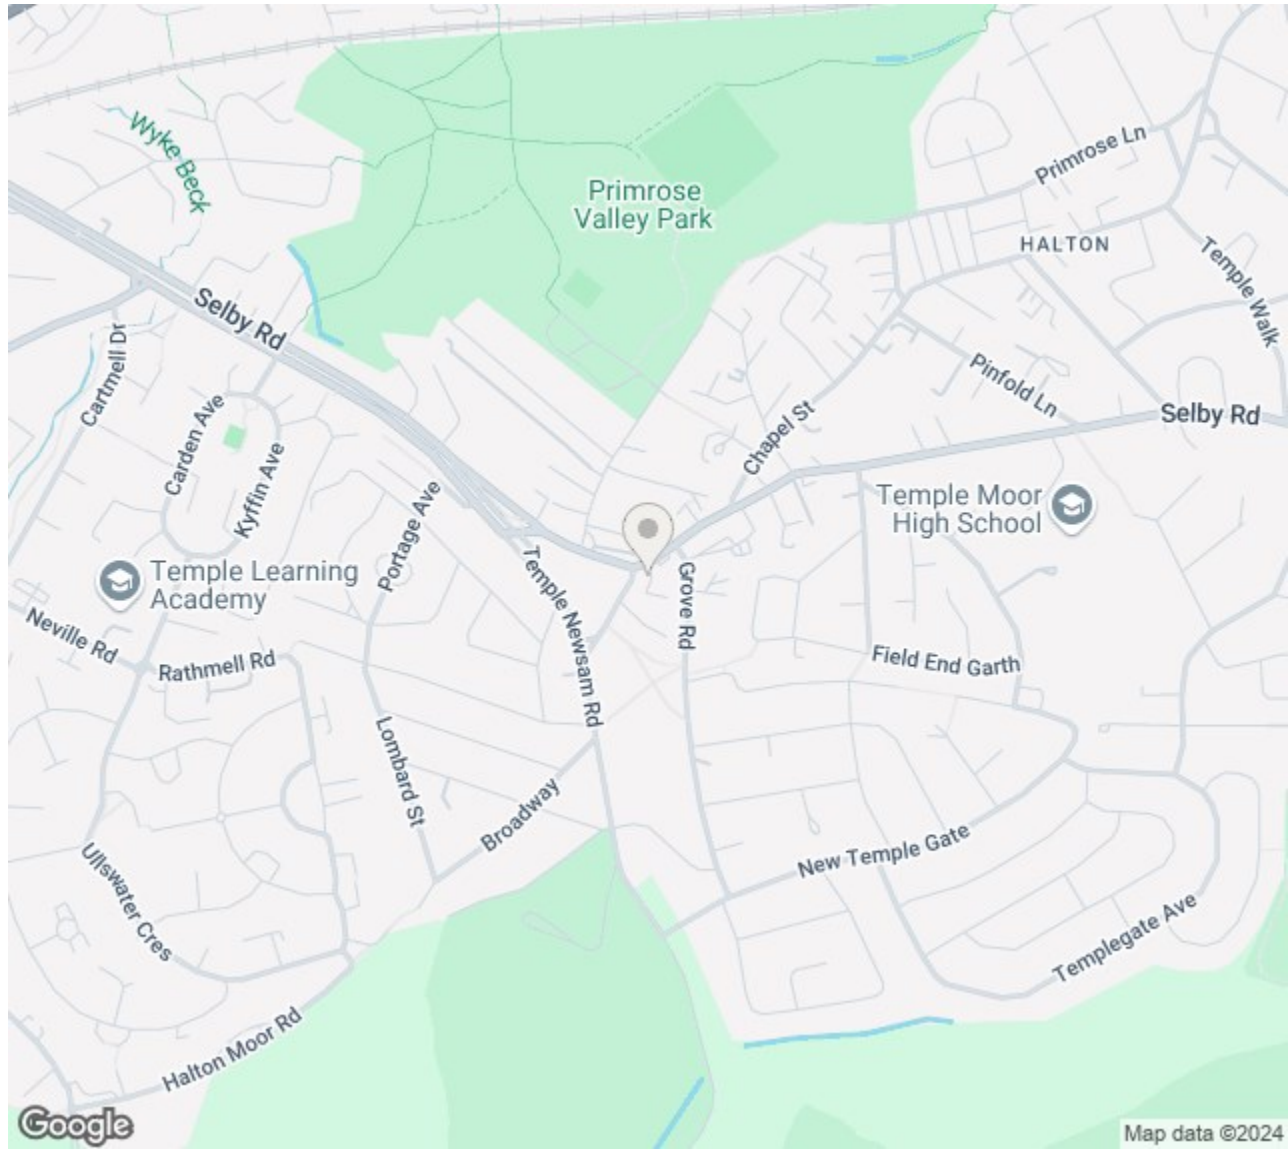 Wyke Beck
Primrose
Valley Park
Primrose Ln
HALTON
Temple Walk
Selby Rd
Cartmell Dr
Carden Ave
Kyffin Ave
Pinfold Ln
Selby Rd
Chapel St
Portage Ave
Temple Moor
High School
Temple Learning
Academy
Temple Newsam Rd
Grove Rd
Neville Rd
Rathmell Rd
Field End Garth
Lombard St
Broadway
New Temple Gate
Ullswater Cres
Templegate Ave
Halton Moor Rd
Google
Map data ©2024